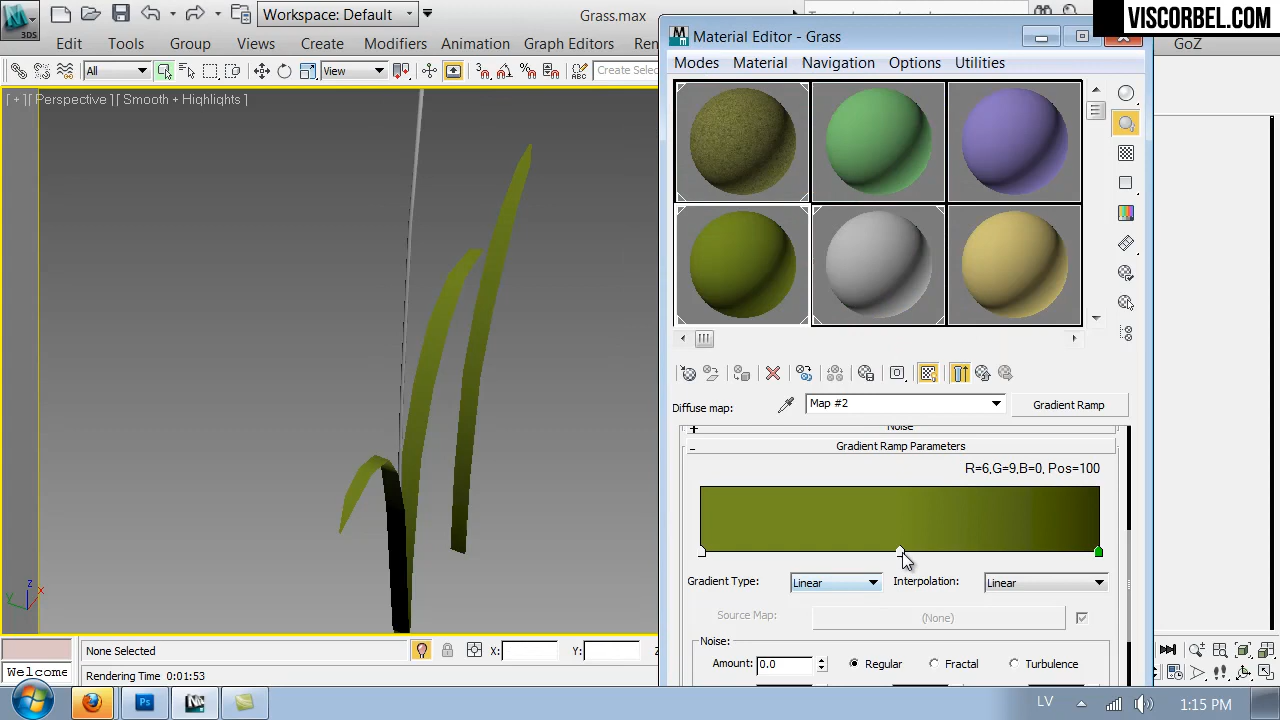 Workspace: Default
Grass.max
VISCORBEL.COM
3DS
Edit Tools Group Views Create Modifiers Animation Graph Editors
GoZ
All
View
Create Selec
[ + ][ Perspective ][ Smooth + Highlights ]
Material Editor - Grass
Modes Material Navigation Options Utilities
Diffuse map:
Map #2
Gradient Ramp
+ Noise
- Gradient Ramp Parameters
R=6,G=9,B=0, Pos=100
Gradient Type:
Linear
Interpolation:
Linear
Source Map:
(None)
Noise:
Amount: 0.0
Regular
Fractal
Turbulence
z
x
y
None Selected
X:
Y:
Welcome
Rendering Time 0:01:53
Ps
LV
1:15 PM